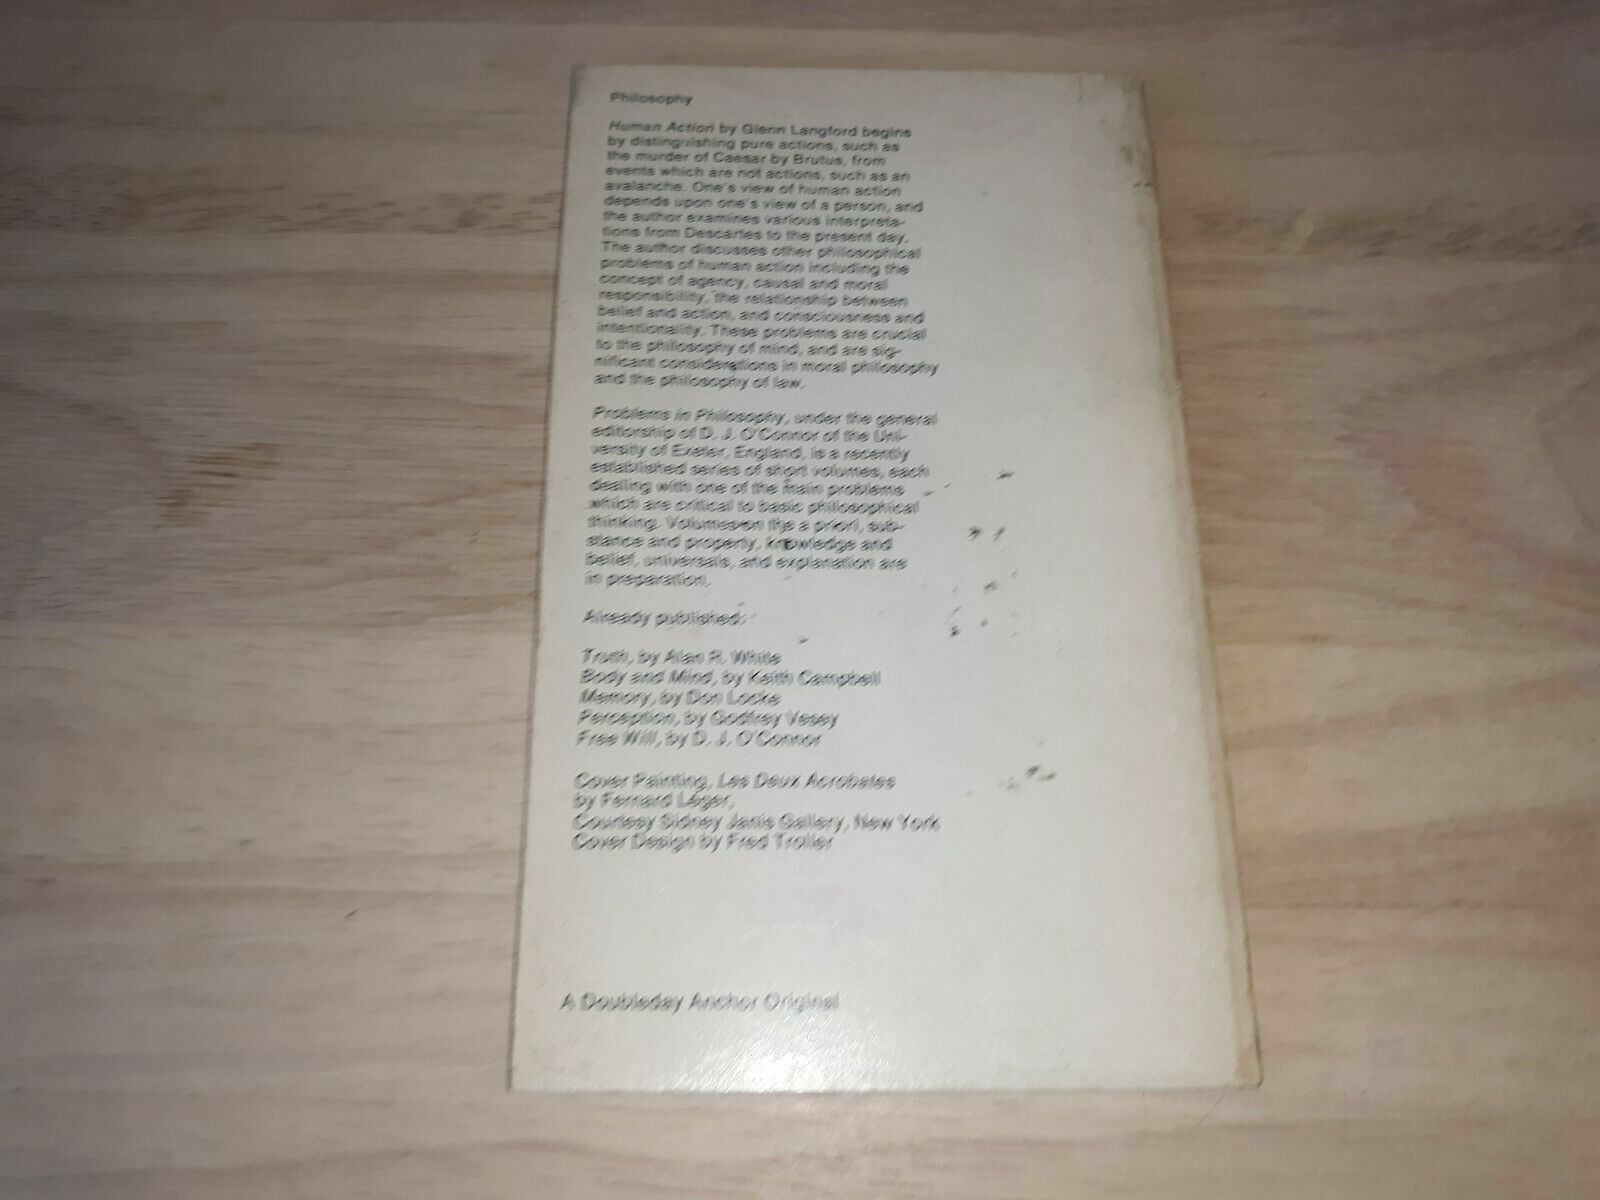 Philosophy
Human Action by Glenn Langford begins
by distinguishing pure actions, such as
the murder of Caesar by Brutus, from
events which are not actions, such as an
avalanche. One's view of human action
depends upon one's view of a person, and
the author examines various interpreta-
tions from Descartes to the present day.
The author discusses other philosophical
problems of human action including the
concept of agency, causal and moral
responsibility, the relationship between
belief and action, and consciousness and
intentionality. These problems are crucial
to the philosophy of mind, and are sig-
nificant considerations in moral philosophy
and the philosophy of law.
Problems in Philosophy, under the general
editorship of D. J. O'Connor of the Uni-
versity of Exeter, England, is a recently
established series of short volumes, each
dealing with one of the main problems
which are critical to basic philosophical
thinking. Volumes on the a priori, sub-
stance and property, knowledge and
belief, universals, and explanation are
in preparation.
Already published:
Truth, by Alan R. White
Body and Mind, by Keith Campbell
Memory, by Don Locke
Perception, by Godfrey Vesey
Free Will, by D. J. O'Connor
Cover Painting, Les Deux Acrobates
by Fernard Léger,
Courtesy Sidney Janis Gallery, New York
Cover Design by Fred Troller
A Doubleday Anchor Original